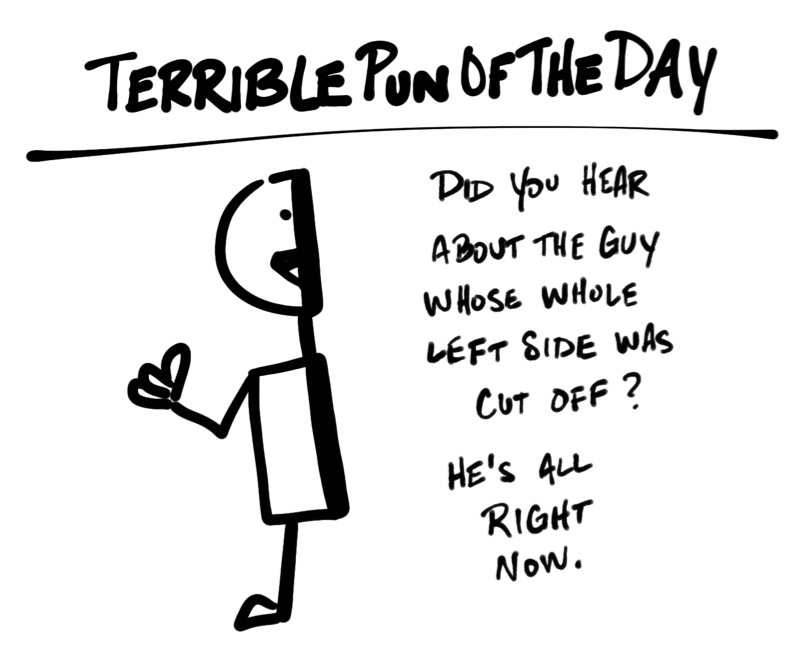 TERRIBLE PUN OF THE DAY
DID YOU HEAR
ABOUT THE GUY
WHOSE WHOLE
LEFT SIDE WAS
CUT OFF?
HE'S ALL
RIGHT
NOW.